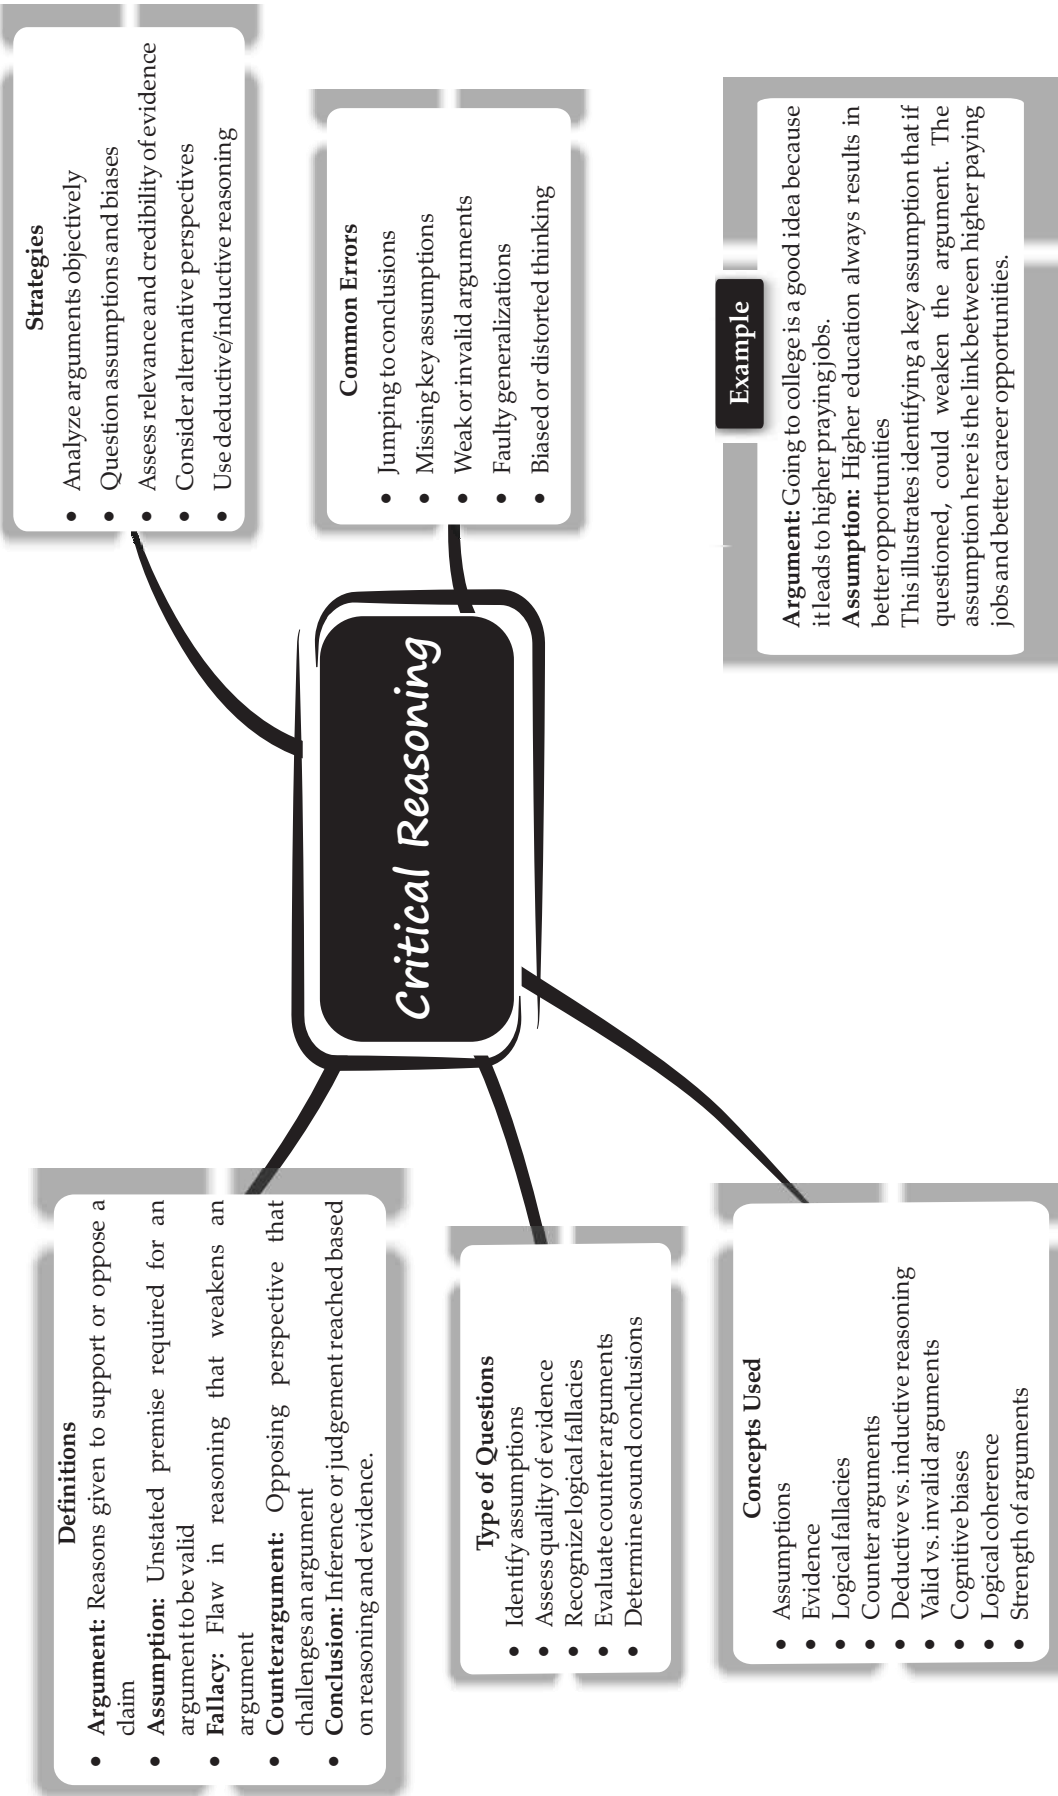 Critical Reasoning
Definitions
• Argument: Reasons given to support or oppose a
claim
• Assumption: Unstated premise required for an
argument to be valid
• Fallacy: Flaw in reasoning that weakens an
argument
• Counterargument: Opposing perspective that
challenges an argument
• Conclusion: Inference or judgement reached based
on reasoning and evidence.
Type of Questions
• Identify assumptions
• Assess quality of evidence
• Recognize logical fallacies
• Evaluate counter arguments
• Determine sound conclusions
Concepts Used
• Assumptions
• Evidence
• Logical fallacies
• Counter arguments
• Deductive vs. inductive reasoning
• Valid vs. invalid arguments
• Cognitive biases
• Logical coherence
• Strength of arguments
Strategies
• Analyze arguments objectively
• Question assumptions and biases
• Assess relevance and credibility of evidence
• Consider alternative perspectives
• Use deductive/inductive reasoning
Common Errors
• Jumping to conclusions
• Missing key assumptions
• Weak or invalid arguments
• Faulty generalizations
• Biased or distorted thinking
Example
Argument: Going to college is a good idea because
it leads to higher praying jobs.
Assumption: Higher education always results in
better opportunities
This illustrates identifying a key assumption that if
questioned, could weaken the argument. The
assumption here is the link between higher paying
jobs and better career opportunities.